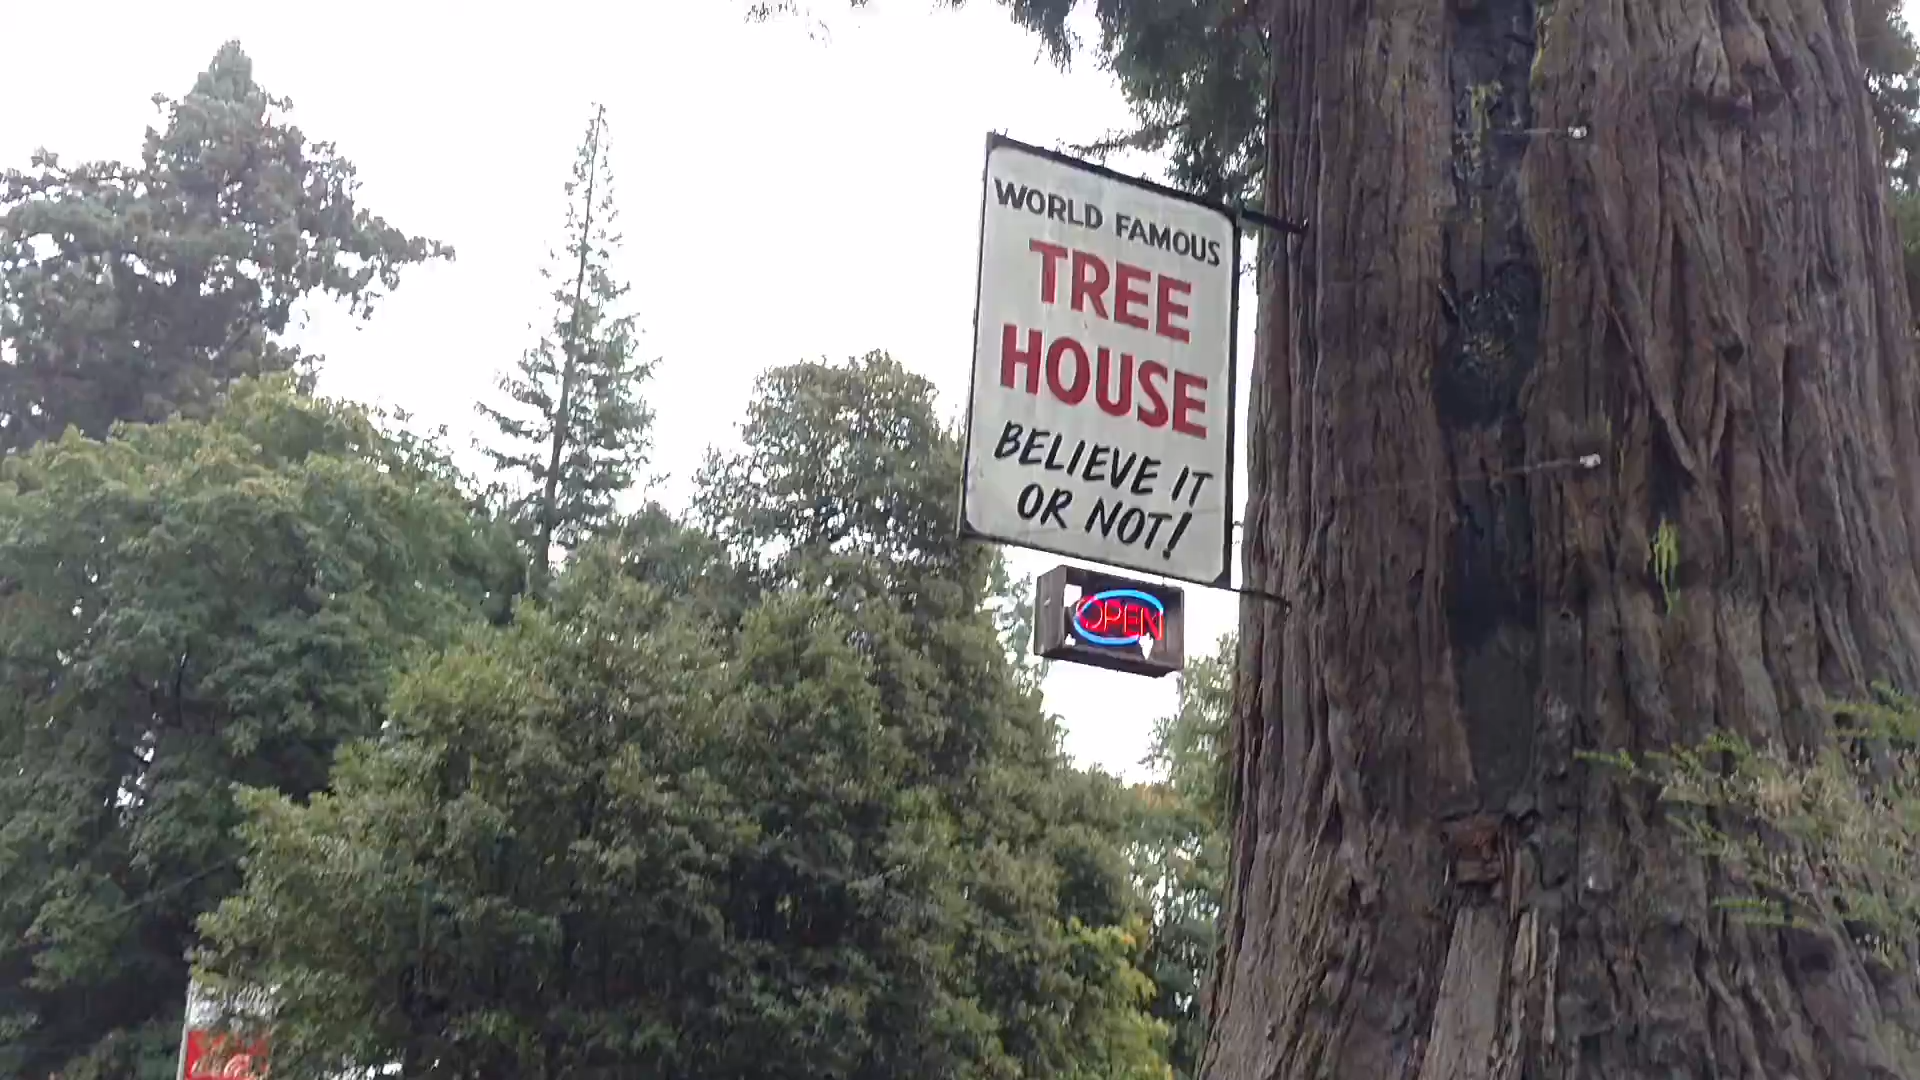 WORLD FAMOUS
TREE
HOUSE
BELIEVE IT
OR NOT!
OPEN